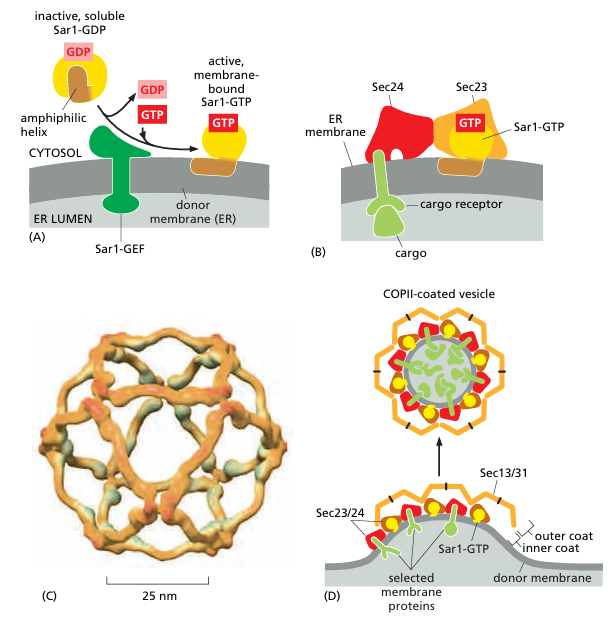 inactive, soluble
Sar1-GDP
GDP
GDP
GTP
active,
membrane-
bound
Sar1-GTP
GTP
amphiphilic
helix
CYTOSOL
donor
membrane (ER)
ER LUMEN
(A)
Sar1-GEF
Sec24
Sec23
ER
membrane
GTP
Sar1-GTP
cargo receptor
cargo
(B)
25 nm
(C)
COPII-coated vesicle
Sec13/31
Sec23/24
Sar1-GTP
outer coat
inner coat
selected
membrane
proteins
donor membrane
(D)